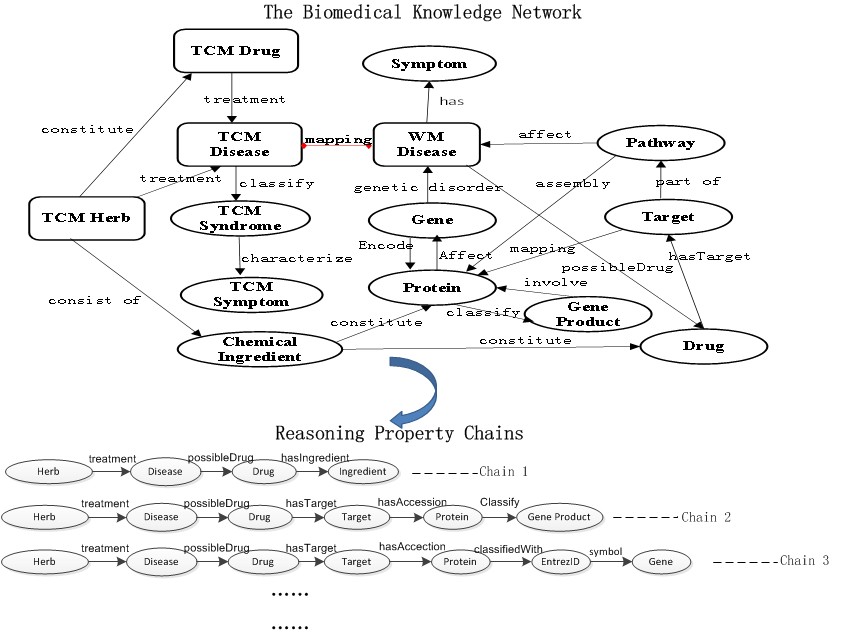 The Biomedical Knowledge Network
TCM Drug
Symptom
treatment
has
constitute
TCM
Disease
mapping
WM
Disease
affect
Pathway
treatment
classify
genetic disorder
assembly
part of
TCM Herb
TCM
Syndrome
Gene
Target
Encode
Affect
mapping
hasTarget
characterize
possibleDrug
TCM
Symptom
Protein
involve
consist of
constitute
classify
Gene
Product
Chemical
Ingredient
constitute
Drug
Reasoning Property Chains
treatment possibleDrug hasIngredient
Herb Disease Drug Ingredient ------Chain 1
treatment possibleDrug hasTarget hasAccession Classify
Herb Disease Drug Target Protein Gene Product ------Chain 2
treatment possibleDrug hasTarget hasAccection classifiedWith symbol
Herb Disease Drug Target Protein EntrezID Gene ------Chain 3
......
......